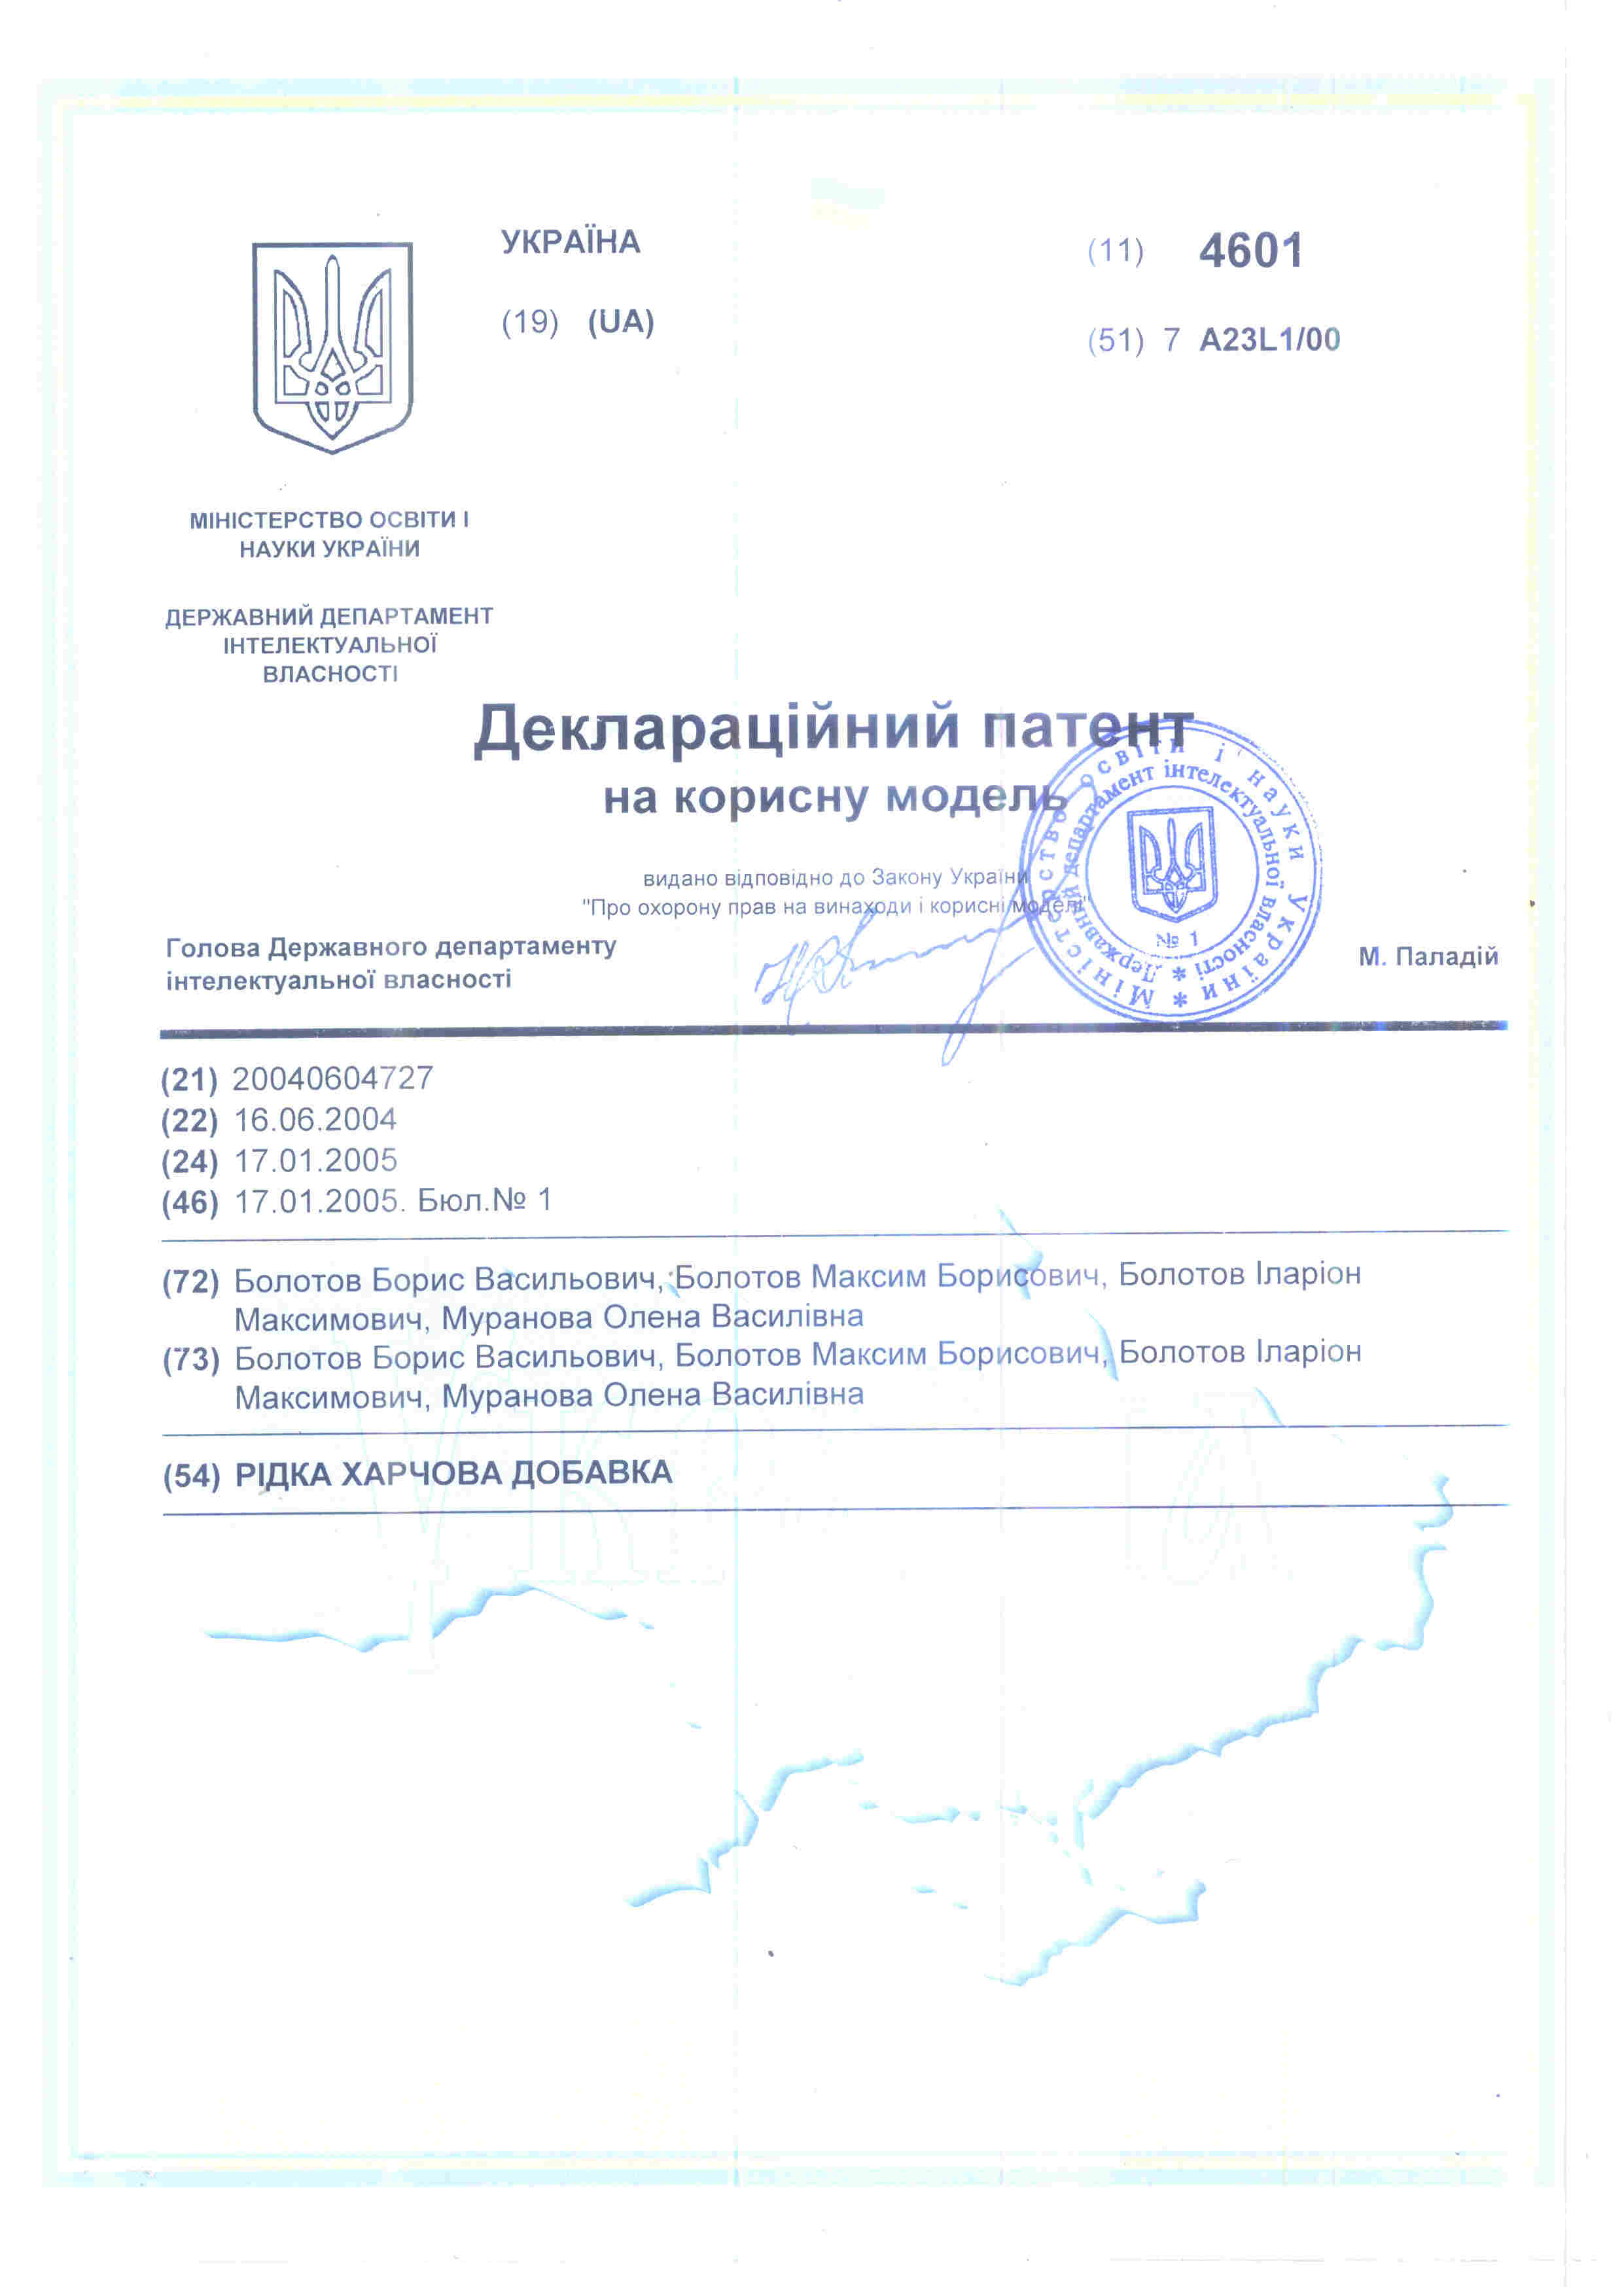 УКРАЇНА
(19) (UA)
(11) 4601
(51) 7 A23L1/00
МІНІСТЕРСТВО ОСВІТИ І
НАУКИ УКРАЇНИ
ДЕРЖАВНИЙ ДЕПАРТАМЕНТ
ІНТЕЛЕКТУАЛЬНОЇ
ВЛАСНОСТІ
Деклараційний патент
на корисну модель
видано відповідно до Закону України
"Про охорону прав на винаходи і корисні моделі"
Голова Державного департаменту
інтелектуальної власності
М. Паладій
Міністерство освіти і науки України *
Державний департамент інтелектуальної власності *
№ 1
(21) 20040604727
(22) 16.06.2004
(24) 17.01.2005
(46) 17.01.2005. Бюл.№ 1
(72) Болотов Борис Васильович, Болотов Максим Борисович, Болотов Іларіон
Максимович, Муранова Олена Василівна
(73) Болотов Борис Васильович, Болотов Максим Борисович, Болотов Іларіон
Максимович, Муранова Олена Василівна
(54) РІДКА ХАРЧОВА ДОБАВКА